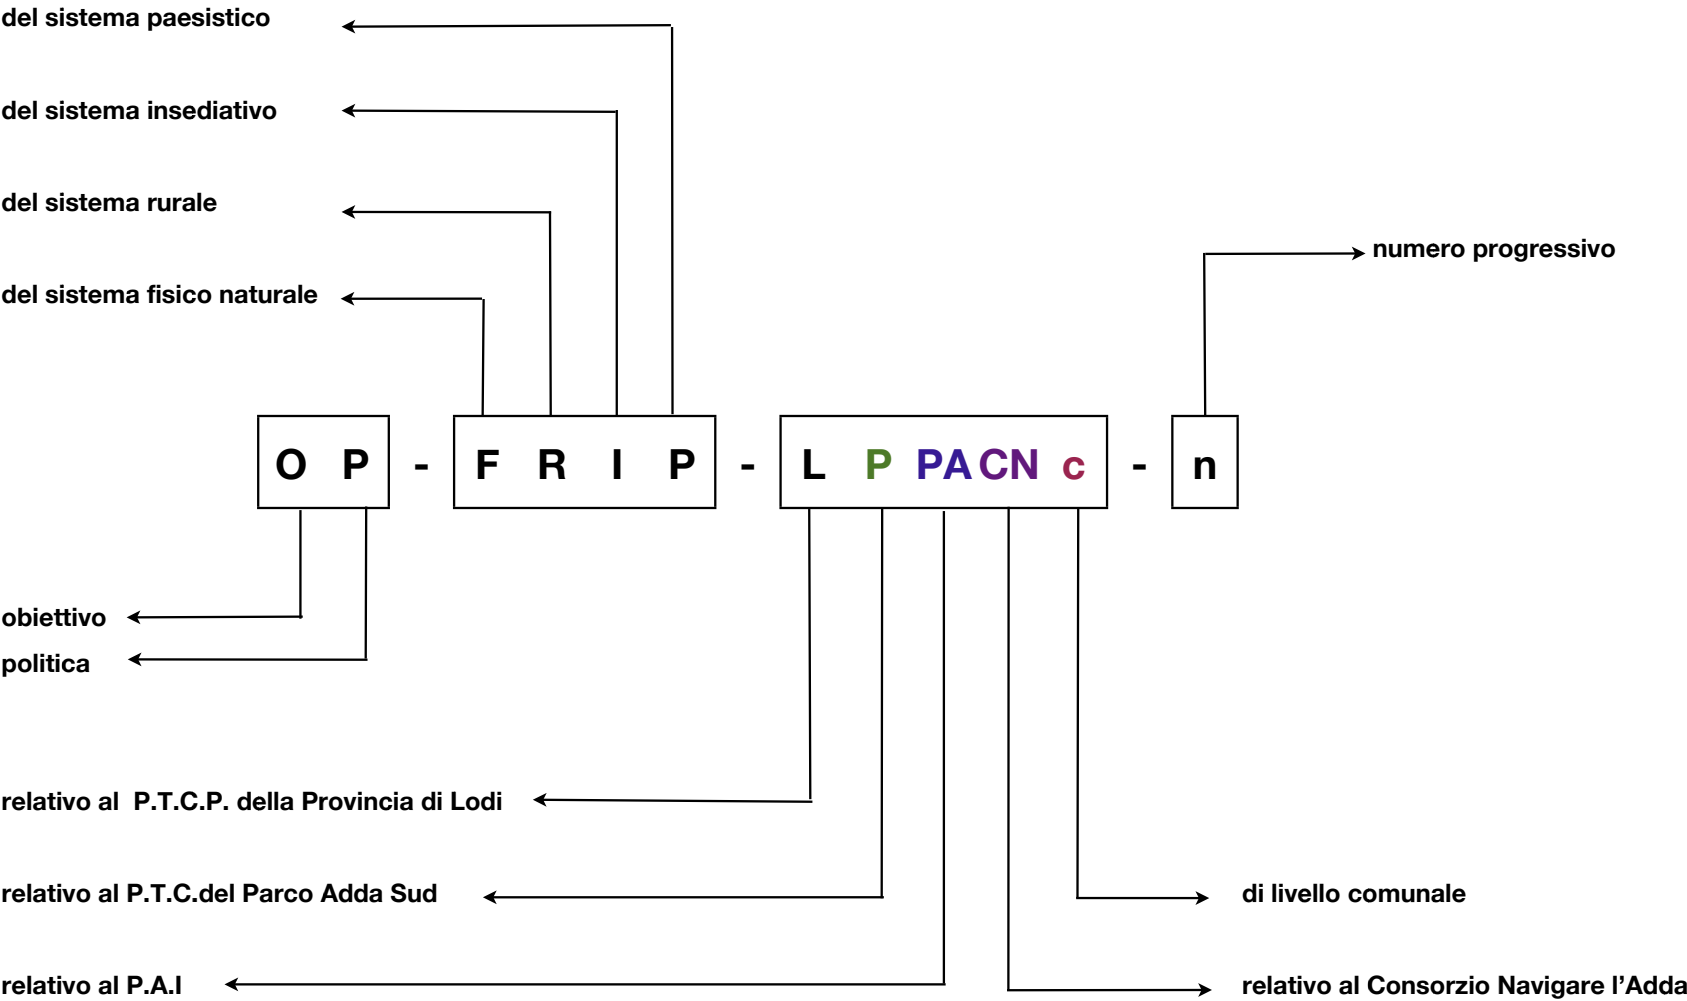 del sistema paesistico
del sistema insediativo
del sistema rurale
numero progressivo
del sistema fisico naturale
O P - F R I P - L P PA CN c - n
obiettivo
politica
relativo al P.T.C.P. della Provincia di Lodi
relativo al P.T.C.del Parco Adda Sud
di livello comunale
relativo al P.A.I
relativo al Consorzio Navigare l'Adda